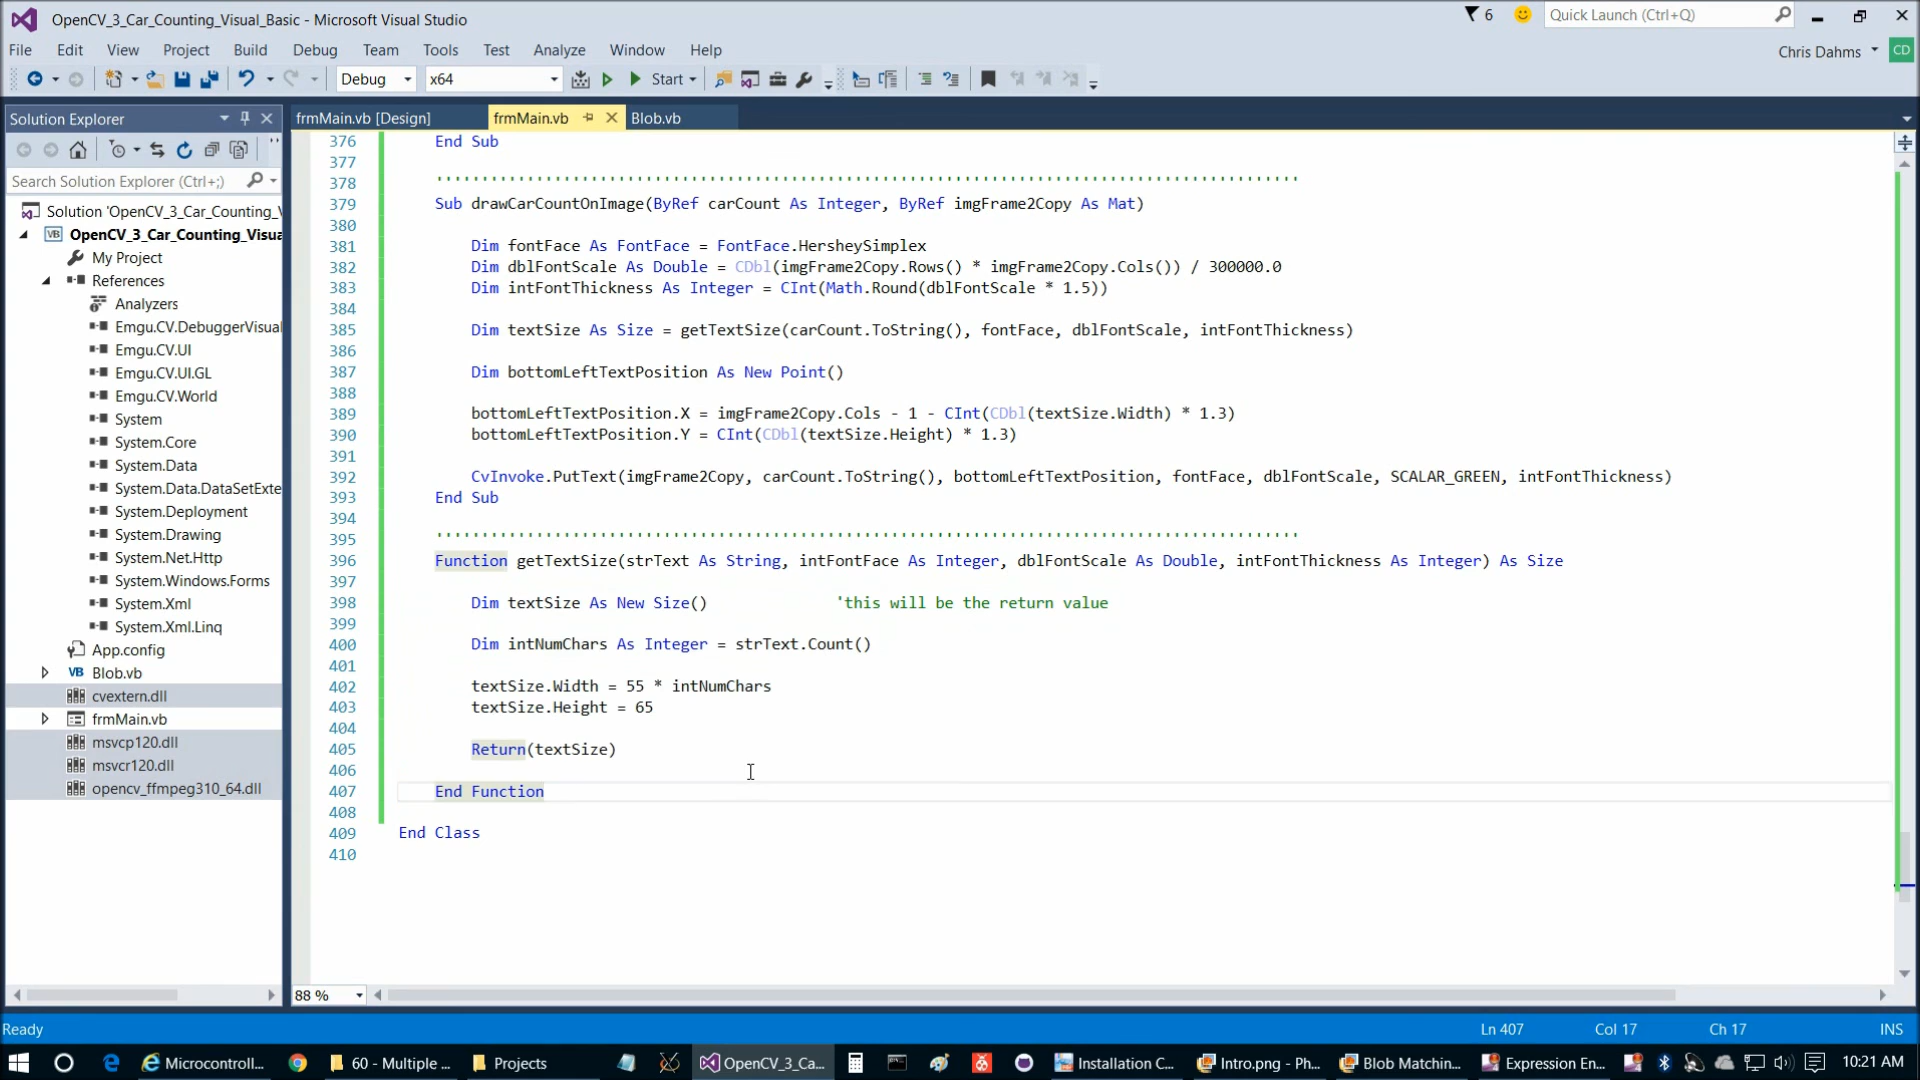 OpenCV_3_Car_Counting_Visual_Basic - Microsoft Visual Studio
6
Quick Launch (Ctrl+Q)
File Edit View Project Build Debug Team Tools Test Analyze Window Help
Chris Dahms
CD
Debug x64 Start
Solution Explorer
frmMain.vb [Design] frmMain.vb Blob.vb
Search Solution Explorer (Ctrl+;)
Solution 'OpenCV_3_Car_Counting_V
VB OpenCV_3_Car_Counting_Visua
My Project
References
Analyzers
Emgu.CV.DebuggerVisual
Emgu.CV.UI
Emgu.CV.UI.GL
Emgu.CV.World
System
System.Core
System.Data
System.Data.DataSetExte
System.Deployment
System.Drawing
System.Net.Http
System.Windows.Forms
System.Xml
System.Xml.Linq
App.config
VB Blob.vb
cvextern.dll
frmMain.vb
msvcp120.dll
msvcr120.dll
opencv_ffmpeg310_64.dll
376 End Sub
377
378 '''''''''''''''''''''''''''''''''''''''''''''''''''''''''''''''''''''''''''''''''''''''''''''''
379 Sub drawCarCountOnImage(ByRef carCount As Integer, ByRef imgFrame2Copy As Mat)
380
381 Dim fontFace As FontFace = FontFace.HersheySimplex
382 Dim dblFontScale As Double = CDbl(imgFrame2Copy.Rows() * imgFrame2Copy.Cols()) / 300000.0
383 Dim intFontThickness As Integer = CInt(Math.Round(dblFontScale * 1.5))
384
385 Dim textSize As Size = getTextSize(carCount.ToString(), fontFace, dblFontScale, intFontThickness)
386
387 Dim bottomLeftTextPosition As New Point()
388
389 bottomLeftTextPosition.X = imgFrame2Copy.Cols - 1 - CInt(CDbl(textSize.Width) * 1.3)
390 bottomLeftTextPosition.Y = CInt(CDbl(textSize.Height) * 1.3)
391
392 CvInvoke.PutText(imgFrame2Copy, carCount.ToString(), bottomLeftTextPosition, fontFace, dblFontScale, SCALAR_GREEN, intFontThickness)
393 End Sub
394
395 '''''''''''''''''''''''''''''''''''''''''''''''''''''''''''''''''''''''''''''''''''''''''''''''
396 Function getTextSize(strText As String, intFontFace As Integer, dblFontScale As Double, intFontThickness As Integer) As Size
397
398 Dim textSize As New Size() 'this will be the return value
399
400 Dim intNumChars As Integer = strText.Count()
401
402 textSize.Width = 55 * intNumChars
403 textSize.Height = 65
404
405 Return(textSize)
406
407 End Function
408
409 End Class
410
88 %
Ready Ln 407 Col 17 Ch 17 INS
Microcontroll... 60 - Multiple ... Projects OpenCV_3_Ca... Installation C... Intro.png - Ph... Blob Matchin... Expression En... 10:21 AM